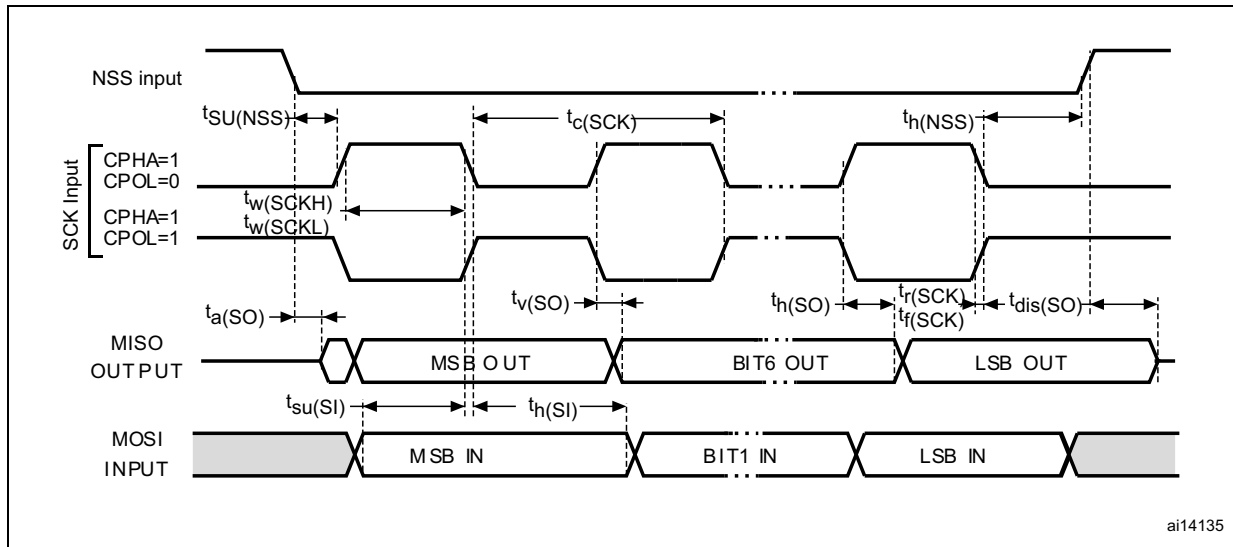 NSS input
tSU(NSS)
tc(SCK)
th(NSS)
SCK Input
CPHA=1
CPOL=0
tw(SCKH)
tw(SCKL)
CPHA=1
CPOL=1
ta(SO)
tv(SO)
th(SO)
tr(SCK)
tf(SCK)
tdis(SO)
MISO
OUTPUT
MSB OUT
BIT6 OUT
LSB OUT
tsu(SI)
th(SI)
MOSI
INPUT
MSB IN
BIT1 IN
LSB IN
ai14135